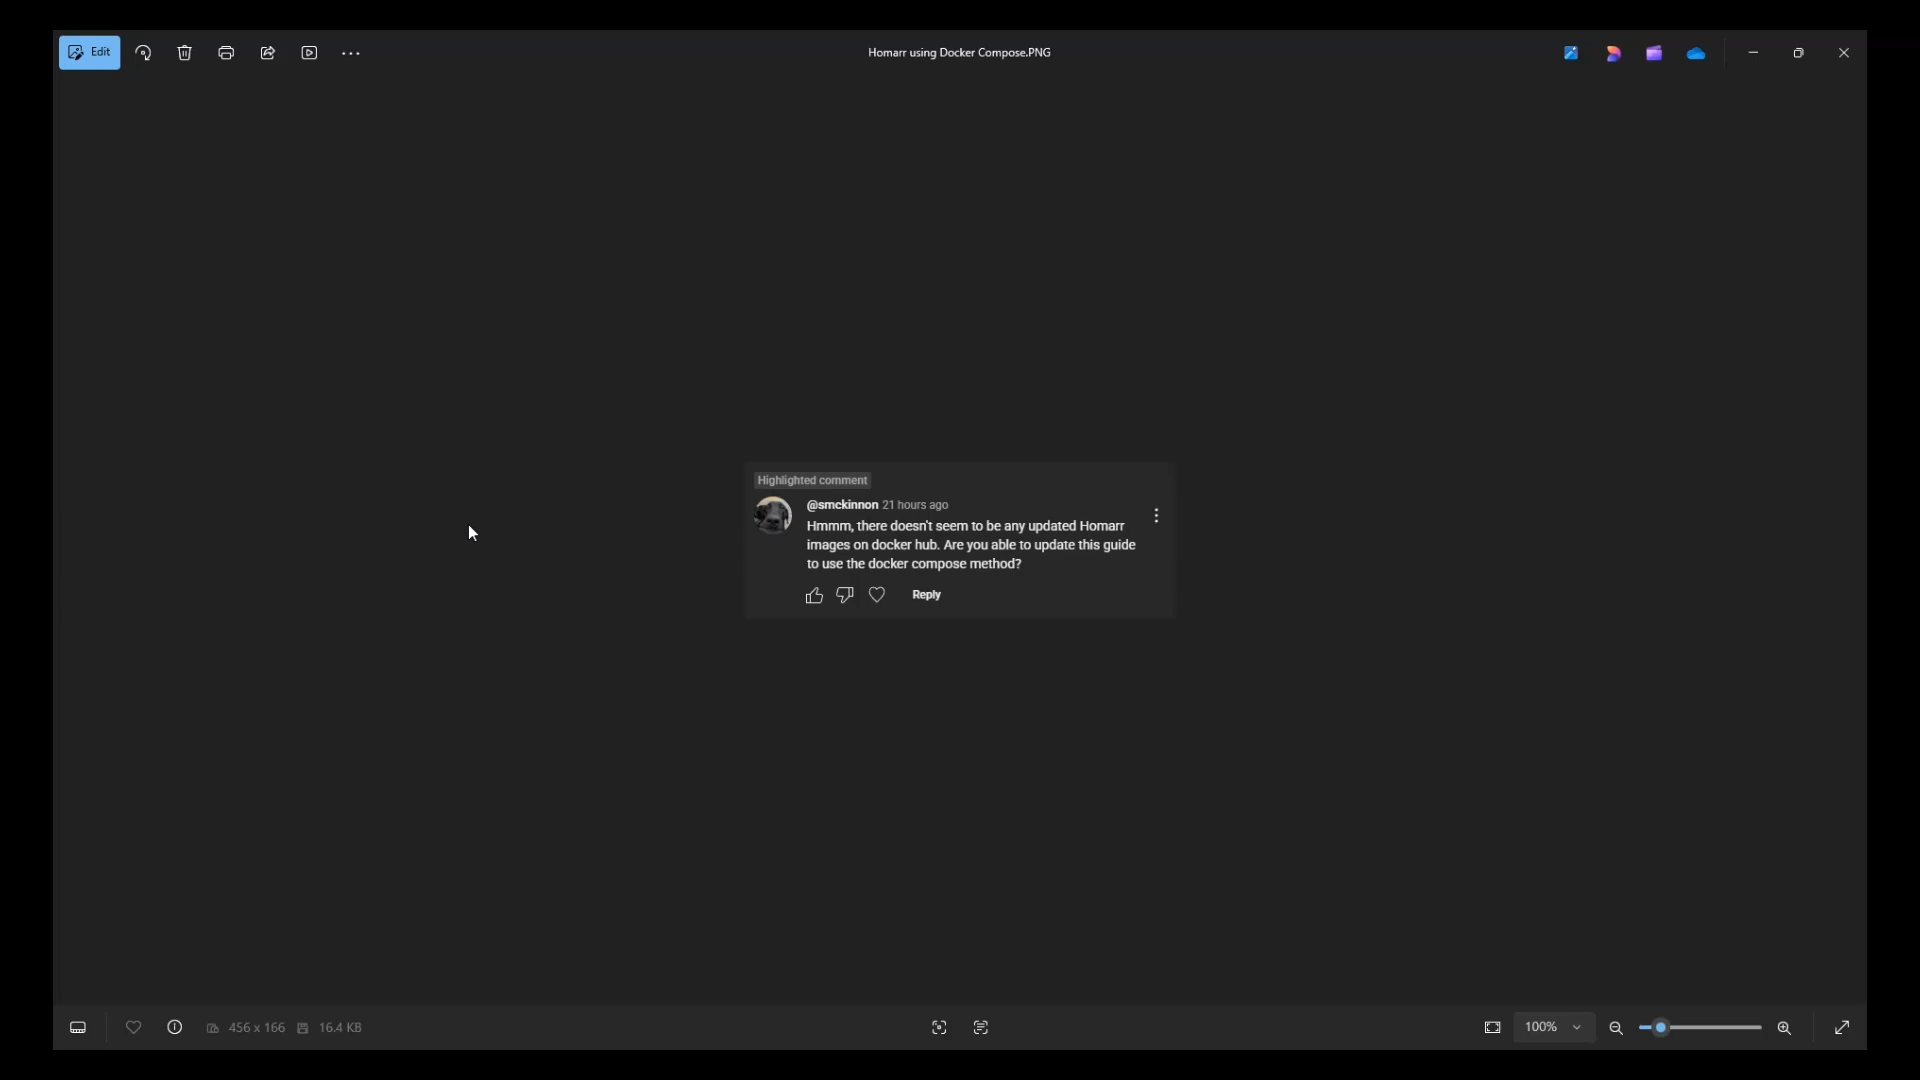 Edit
Homarr using Docker Compose.PNG
Highlighted comment
@smckinnon 21 hours ago
Hmmm, there doesn't seem to be any updated Homarr
images on docker hub. Are you able to update this guide
to use the docker compose method?
Reply
456 x 166 16.4 KB
100%